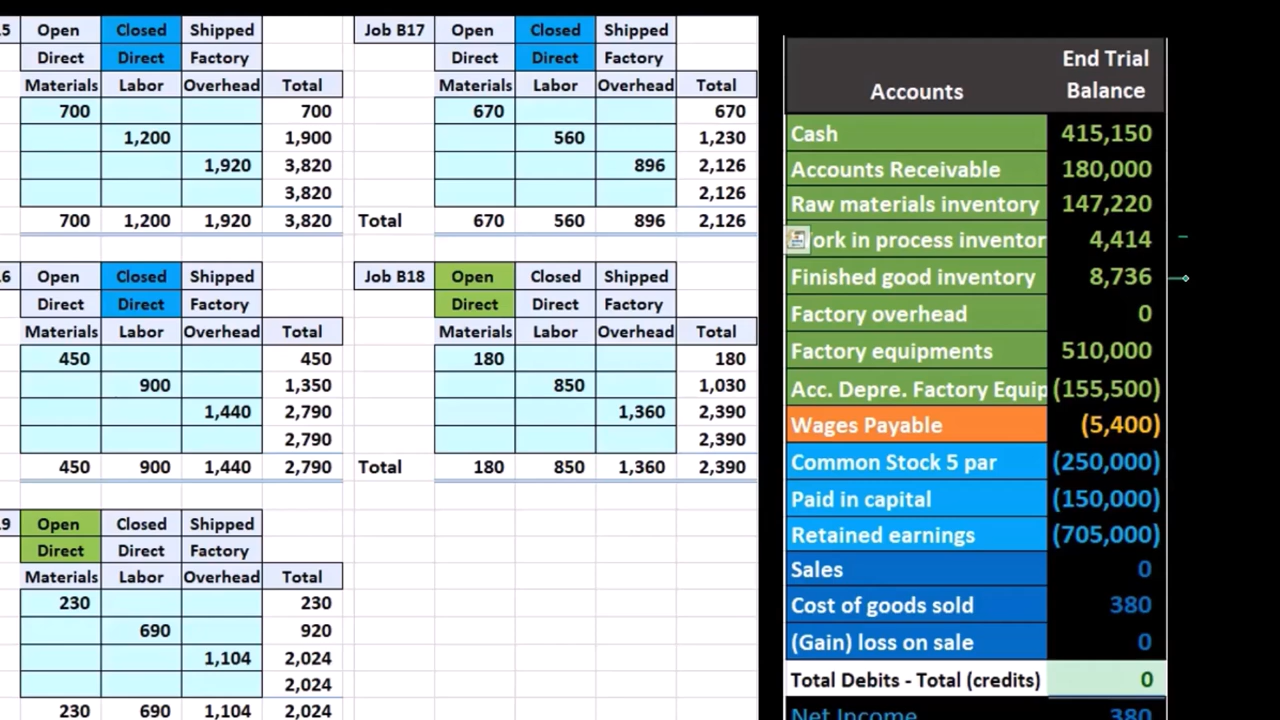 5 Open Closed Shipped
Direct Direct Factory
Materials Labor Overhead Total
700 700
1,200 1,900
1,920 3,820
3,820
700 1,200 1,920 3,820
6 Open Closed Shipped
Direct Direct Factory
Materials Labor Overhead Total
450 450
900 1,350
1,440 2,790
2,790
450 900 1,440 2,790
9 Open Closed Shipped
Direct Direct Factory
Materials Labor Overhead Total
230 230
690 920
1,104 2,024
2,024
230 690 1,104 2,024
Job B17 Open Closed Shipped
Direct Direct Factory
Materials Labor Overhead Total
670 670
560 1,230
896 2,126
2,126
Total 670 560 896 2,126
Job B18 Open Closed Shipped
Direct Direct Factory
Materials Labor Overhead Total
180 180
850 1,030
1,360 2,390
2,390
Total 180 850 1,360 2,390
End Trial
Accounts Balance
Cash 415,150
Accounts Receivable 180,000
Raw materials inventory 147,220
ork in process inventor 4,414
Finished good inventory 8,736
Factory overhead 0
Factory equipments 510,000
Acc. Depre. Factory Equip (155,500)
Wages Payable (5,400)
Common Stock 5 par (250,000)
Paid in capital (150,000)
Retained earnings (705,000)
Sales 0
Cost of goods sold 380
(Gain) loss on sale 0
Total Debits - Total (credits) 0
Net Income 380